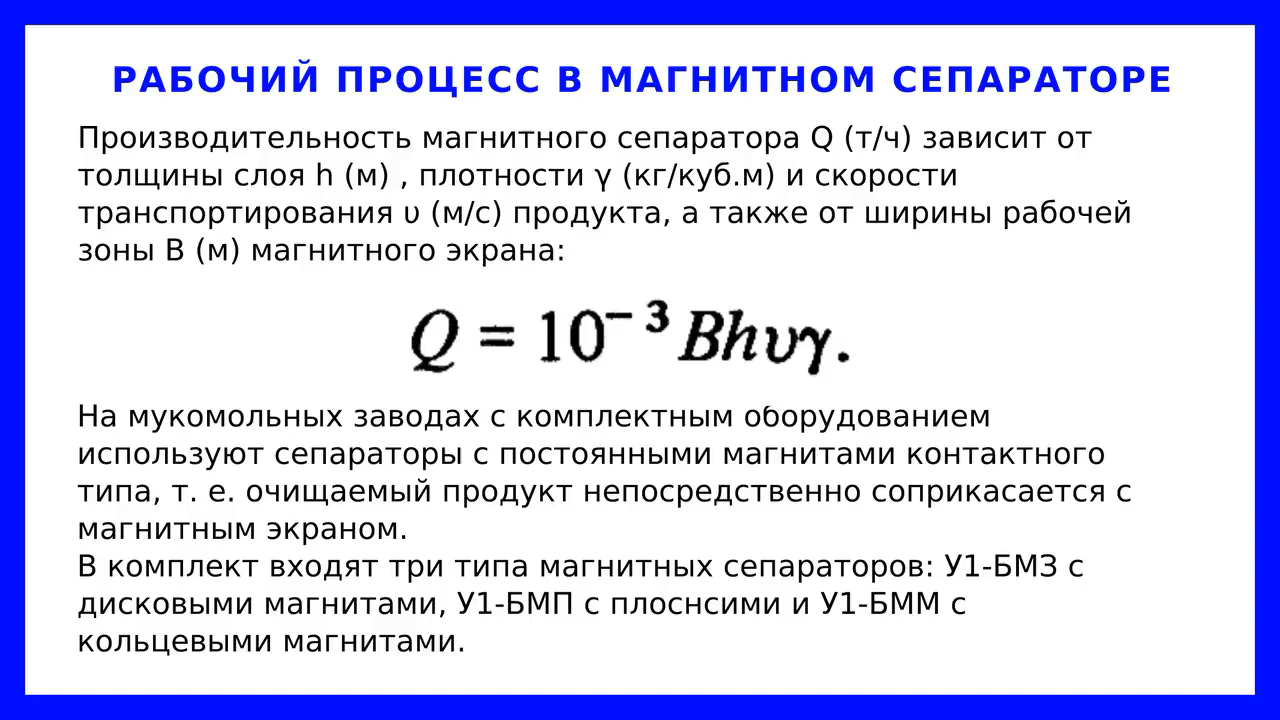 РАБОЧИЙ ПРОЦЕСС В МАГНИТНОМ СЕПАРАТОРЕ
Производительность магнитного сепаратора Q (т/ч) зависит от
толщины слоя h (м) , плотности γ (кг/куб.м) и скорости
транспортирования υ (м/с) продукта, а также от ширины рабочей
зоны В (м) магнитного экрана:
Q = 10⁻³ Bhυγ.
На мукомольных заводах с комплектным оборудованием
используют сепараторы с постоянными магнитами контактного
типа, т. е. очищаемый продукт непосредственно соприкасается с
магнитным экраном.
В комплект входят три типа магнитных сепараторов: У1-БМЗ с
дисковыми магнитами, У1-БМП с плоснсими и У1-БММ с
кольцевыми магнитами.